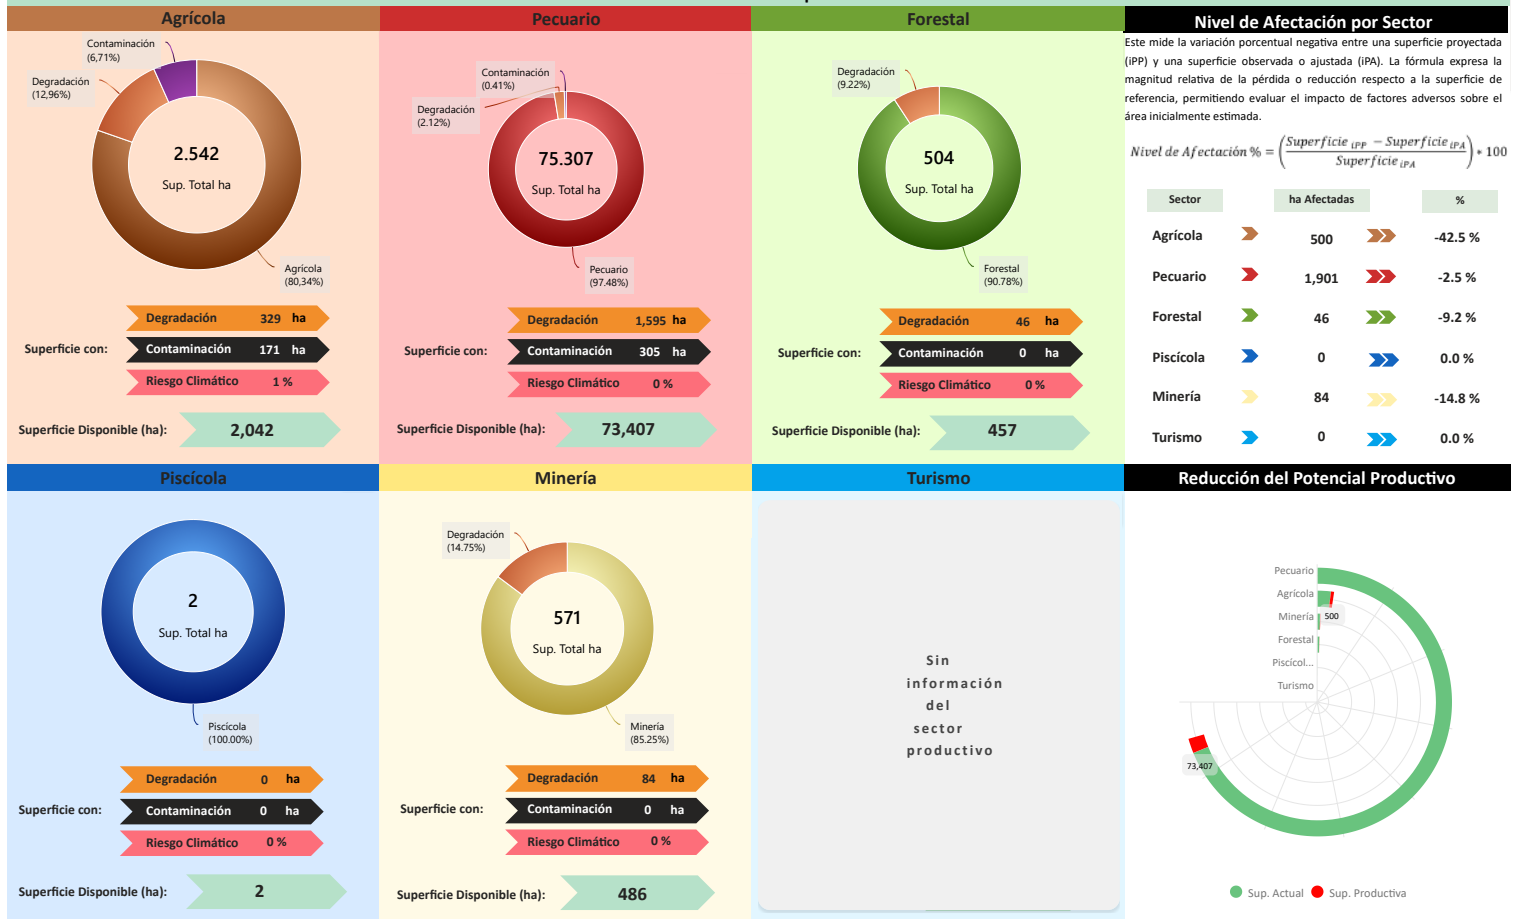 Agrícola
Contaminación
(6,71%)
Degradación
(12,96%)
2.542
Sup. Total ha
Agrícola
(80,34%)
Superficie con:
Degradación 329 ha
Contaminación 171 ha
Riesgo Climático 1 %
Superficie Disponible (ha): 2,042
Pecuario
Contaminación
(0.41%)
Degradación
(2.12%)
75.307
Sup. Total ha
Pecuario
(97.48%)
Superficie con:
Degradación 1,595 ha
Contaminación 305 ha
Riesgo Climático 0 %
Superficie Disponible (ha): 73,407
Forestal
Degradación
(9.22%)
504
Sup. Total ha
Forestal
(90.78%)
Superficie con:
Degradación 46 ha
Contaminación 0 ha
Riesgo Climático 0 %
Superficie Disponible (ha): 457
Nivel de Afectación por Sector
Este mide la variación porcentual negativa entre una superficie proyectada
(iPP) y una superficie observada o ajustada (iPA). La fórmula expresa la
magnitud relativa de la pérdida o reducción respecto a la superficie de
referencia, permitiendo evaluar el impacto de factores adversos sobre el
área inicialmente estimada.
Nivel de Afectación % = ((Superficie iPP − Superficie iPA) / Superficie iPA) * 100
Sector ha Afectadas %
Agrícola 500 -42.5 %
Pecuario 1,901 -2.5 %
Forestal 46 -9.2 %
Piscícola 0 0.0 %
Minería 84 -14.8 %
Turismo 0 0.0 %
Piscícola
2
Sup. Total ha
Piscícola
(100.00%)
Superficie con:
Degradación 0 ha
Contaminación 0 ha
Riesgo Climático 0 %
Superficie Disponible (ha): 2
Minería
Degradación
(14.75%)
571
Sup. Total ha
Minería
(85.25%)
Superficie con:
Degradación 84 ha
Contaminación 0 ha
Riesgo Climático 0 %
Superficie Disponible (ha): 486
Turismo
Sin
información
del
sector
productivo
Reducción del Potencial Productivo
Pecuario
Agrícola
Minería
500
Forestal
Piscícol...
Turismo
73,407
Sup. Actual Sup. Productiva